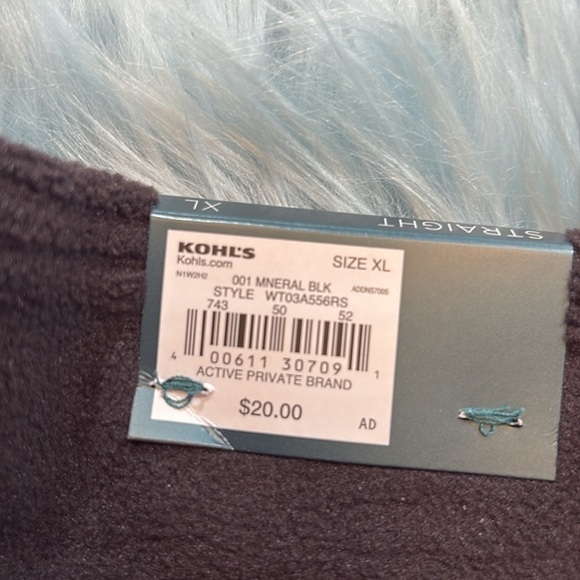 XL STRAIGHT
KOHL'S
Kohls.com
SIZE XL
N1W2H2
001 MNERAL BLK
ADDNS7005
STYLE WT03A556RS
743 50 52
4 00611 30709 1
ACTIVE PRIVATE BRAND
$20.00
AD